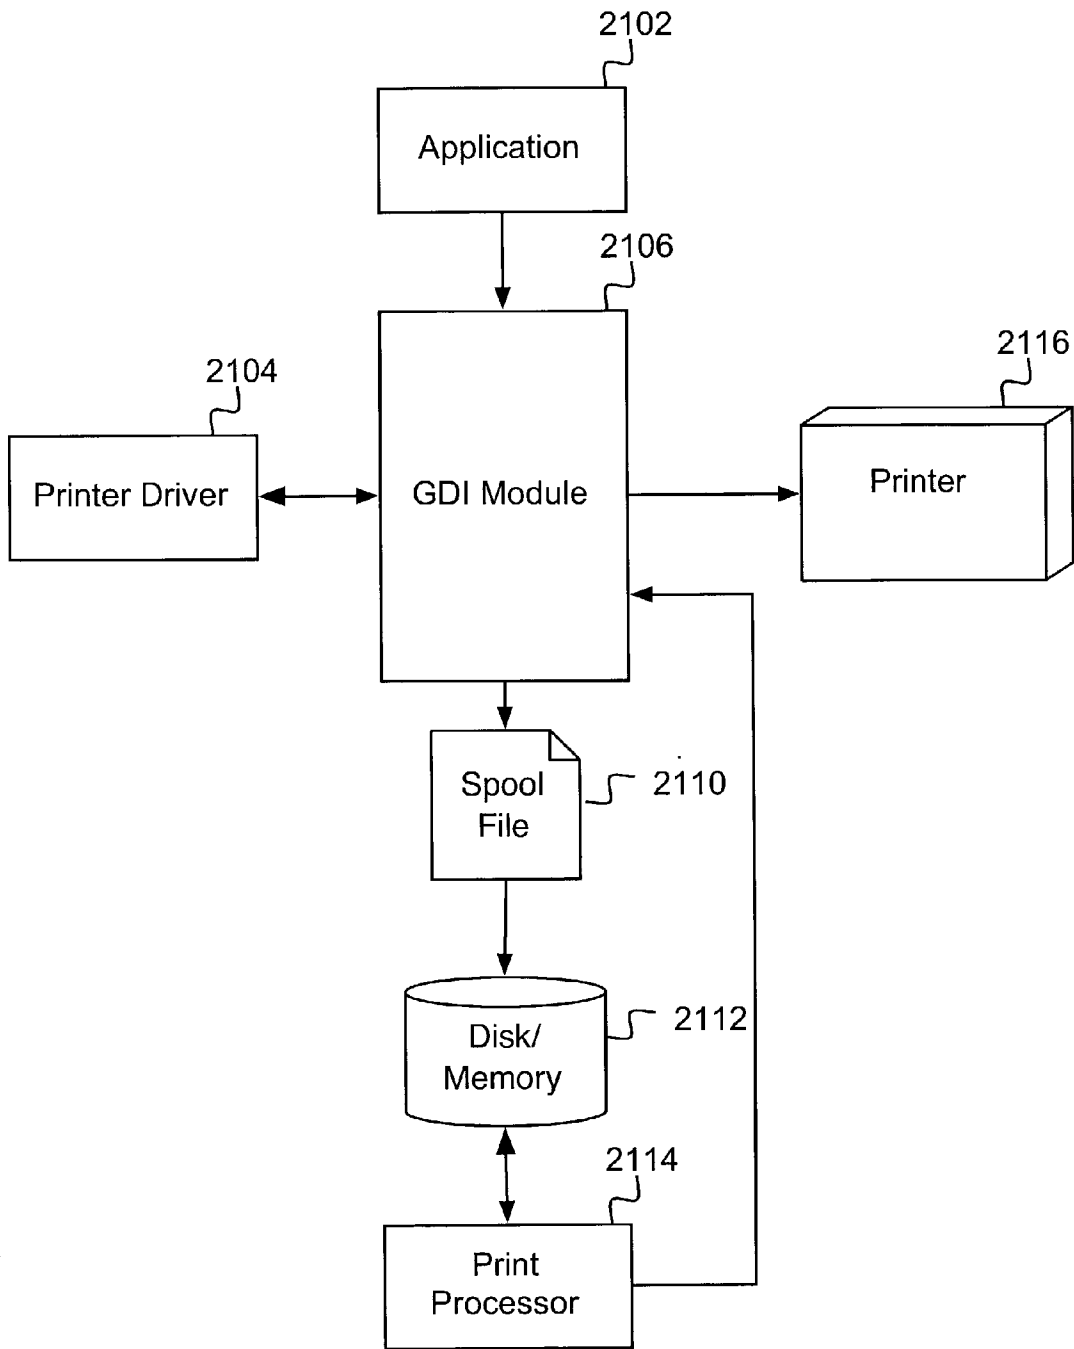 2102
Application
2106
2104
2116
Printer Driver
GDI Module
Printer
Spool
File
2110
Disk/
Memory
2112
2114
Print
Processor